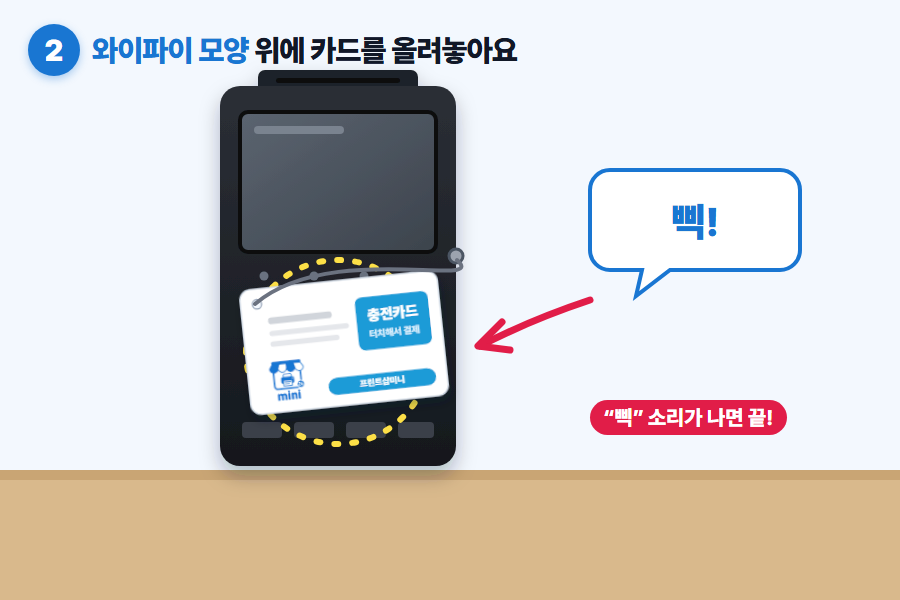 2 와이파이 모양 위에 카드를 올려놓아요
삑!
충전카드
터치해서 결제
mini
프린트샵미니
“삑” 소리가 나면 끝!